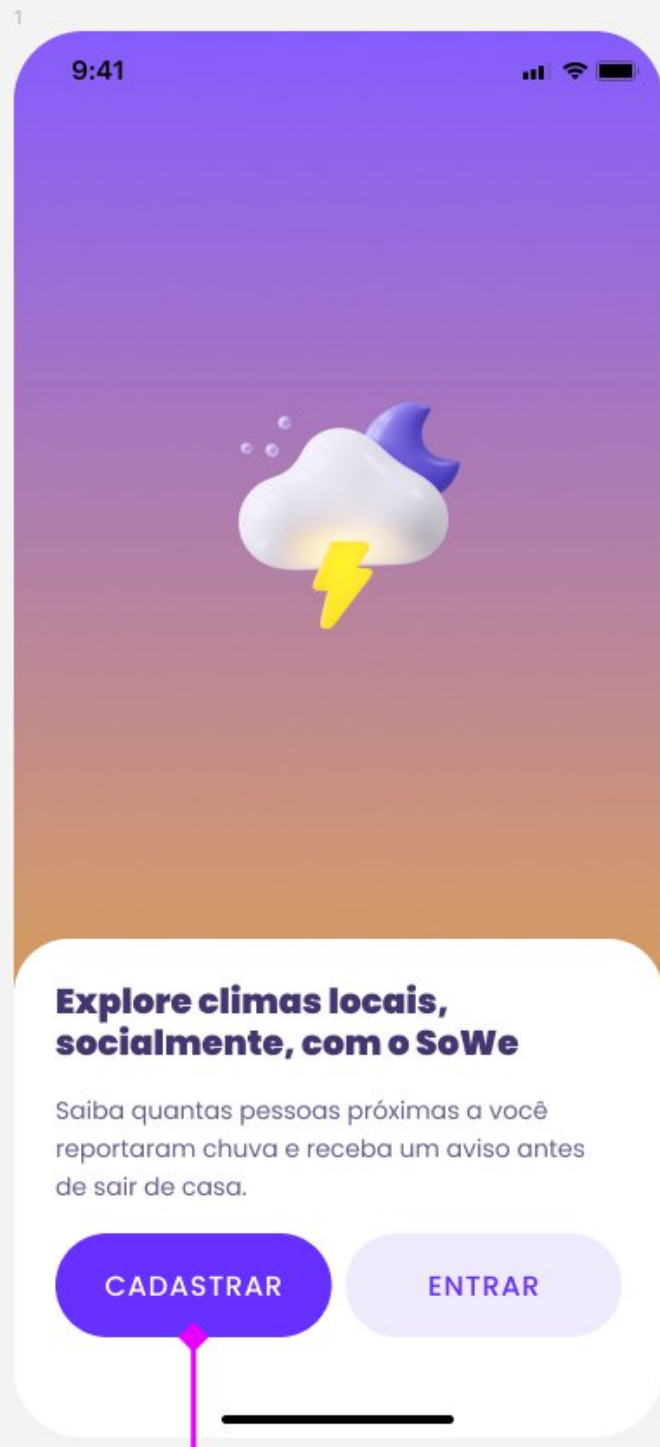 1
9:41
Explore climas locais,
socialmente, com o SoWe
Saiba quantas pessoas próximas a você
reportaram chuva e receba um aviso antes
de sair de casa.
CADASTRAR
ENTRAR